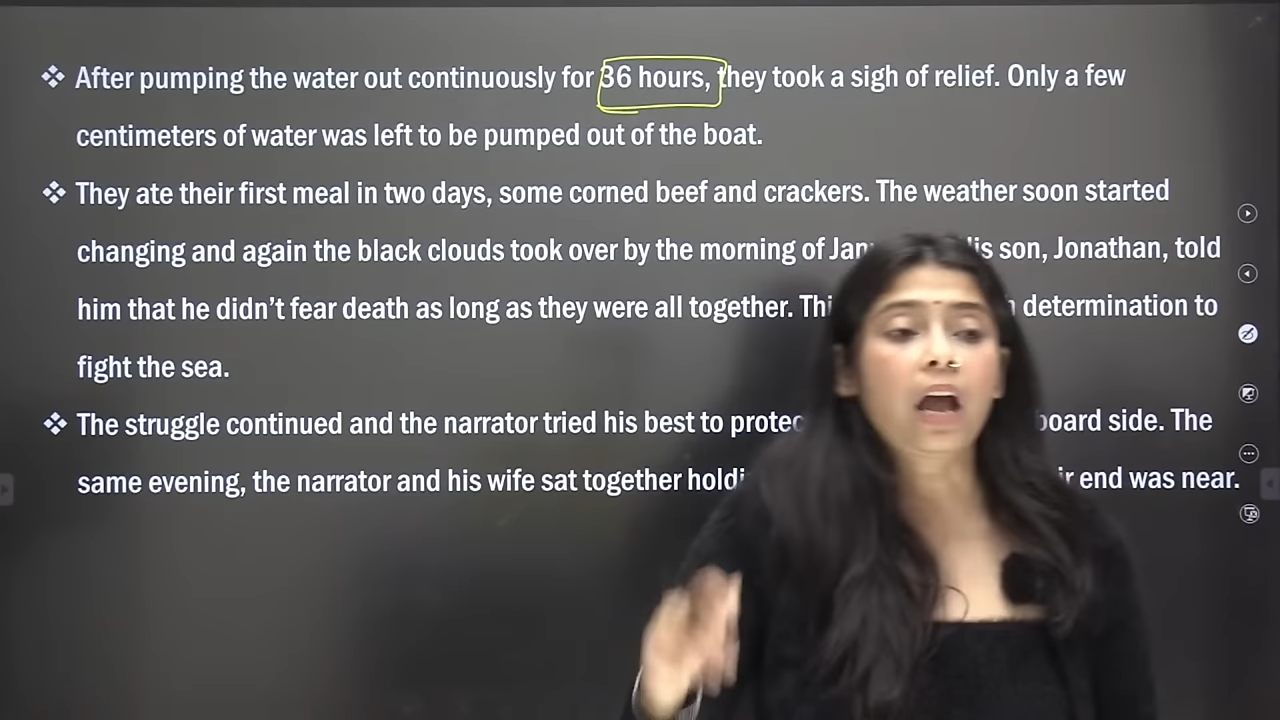 ❖ After pumping the water out continuously for 36 hours, they took a sigh of relief. Only a few
centimeters of water was left to be pumped out of the boat.
❖ They ate their first meal in two days, some corned beef and crackers. The weather soon started
changing and again the black clouds took over by the morning of son, Jonathan, told
him that he didn't fear death as long as they were all together. determination to
fight the sea.
❖ The struggle continued and the narrator tried his best to side. The
same evening, the narrator and his wife sat together end was near.